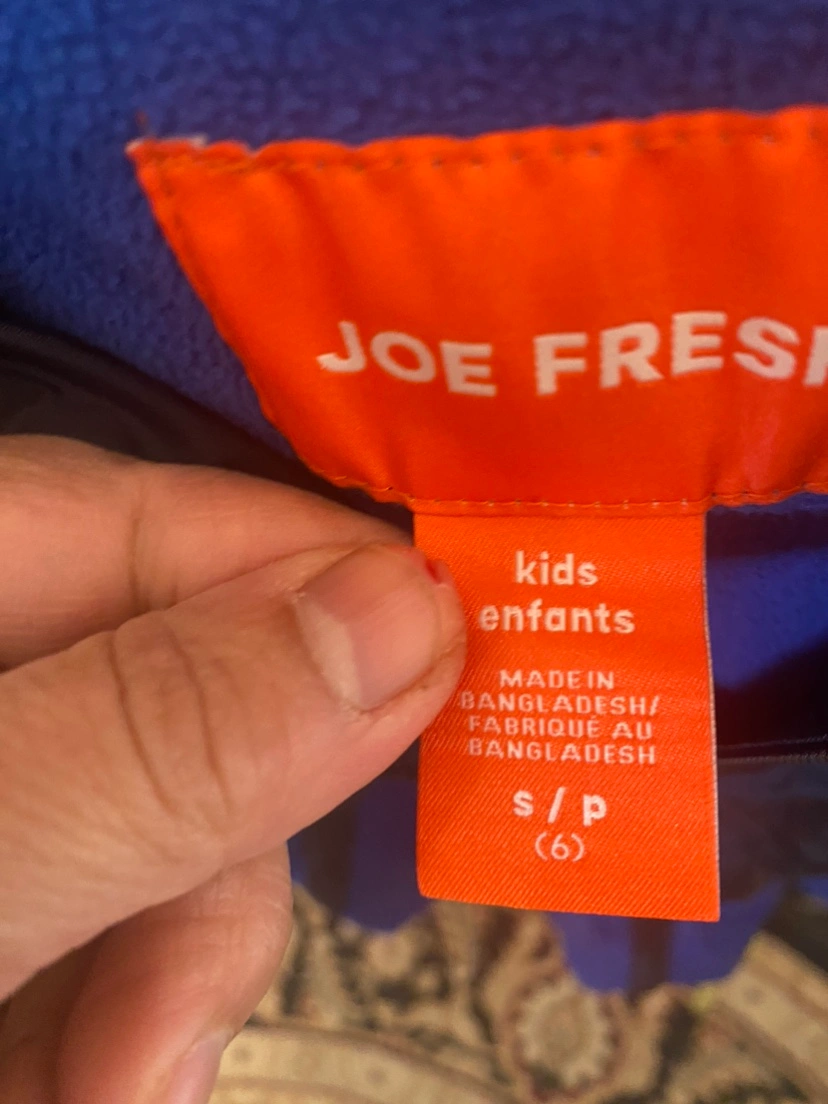 JOE FRESH
kids
enfants
MADE IN
BANGLADESH/
FABRIQUÉ AU
BANGLADESH
s / p
(6)